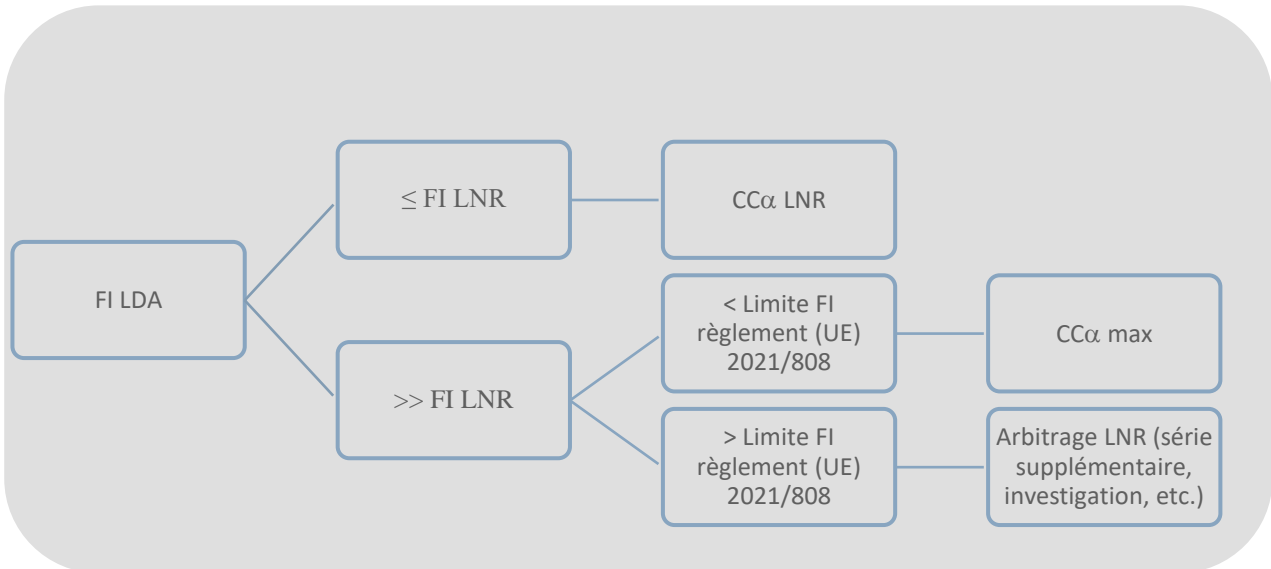 FI LDA
≤ FI LNR
CCα LNR
>> FI LNR
< Limite FI
règlement (UE)
2021/808
CCα max
> Limite FI
règlement (UE)
2021/808
Arbitrage LNR (série
supplémentaire,
investigation, etc.)